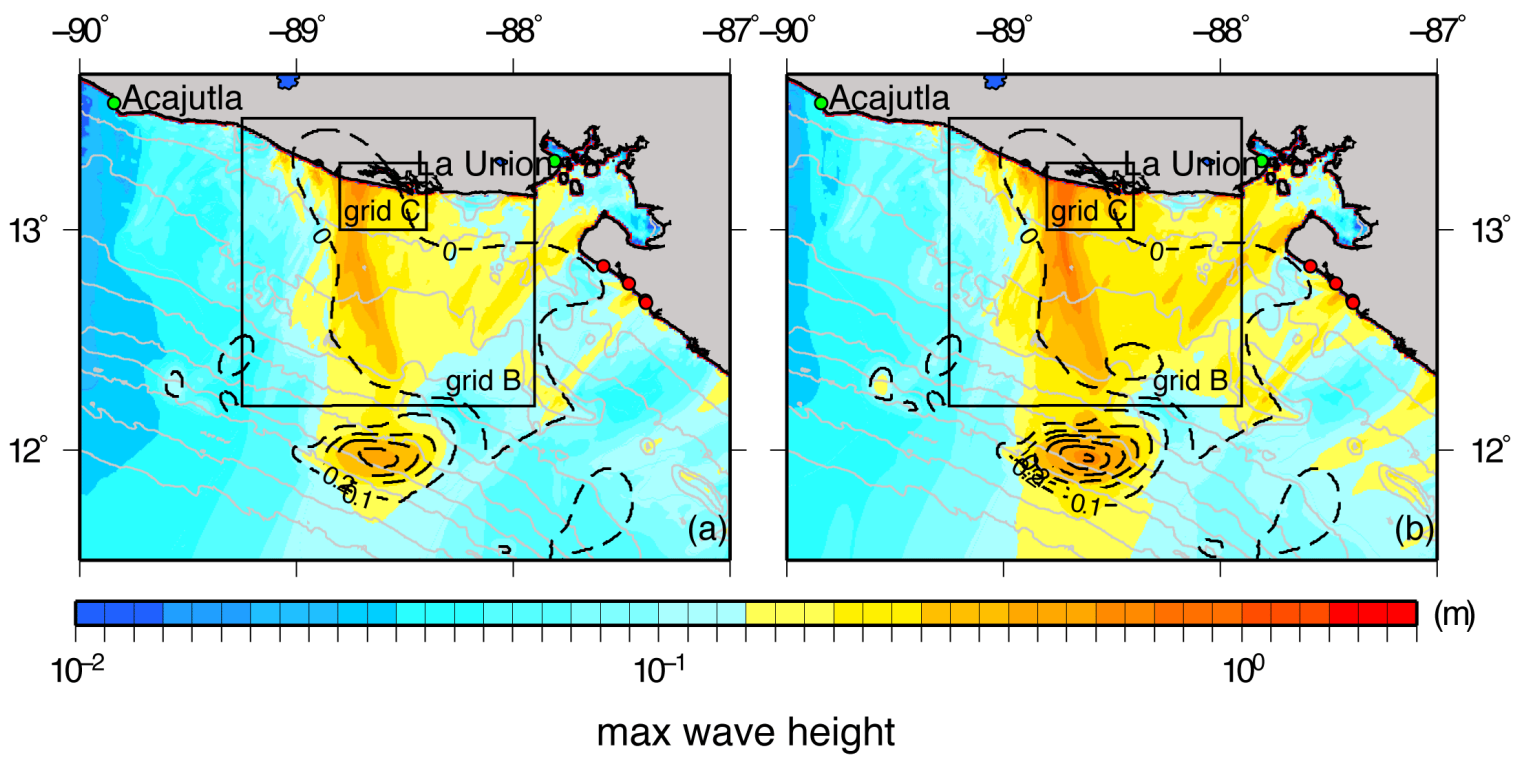 −90° −89° −88° −87° −90° −89° −88° −87°
Acajutla Acajutla
La Union La Union
13° grid C grid C 13°
0 0 0 0
grid B grid B
12° 12°
0.2 0.1 0.2 0.1
(a) (b)
(m)
10−2 10−1 100
max wave height